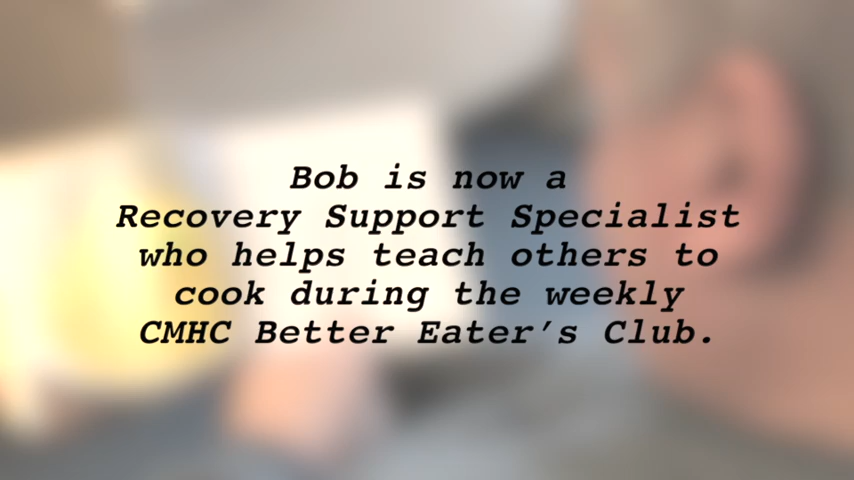 Bob is now a
Recovery Support Specialist
who helps teach others to
cook during the weekly
CMHC Better Eater’s Club.